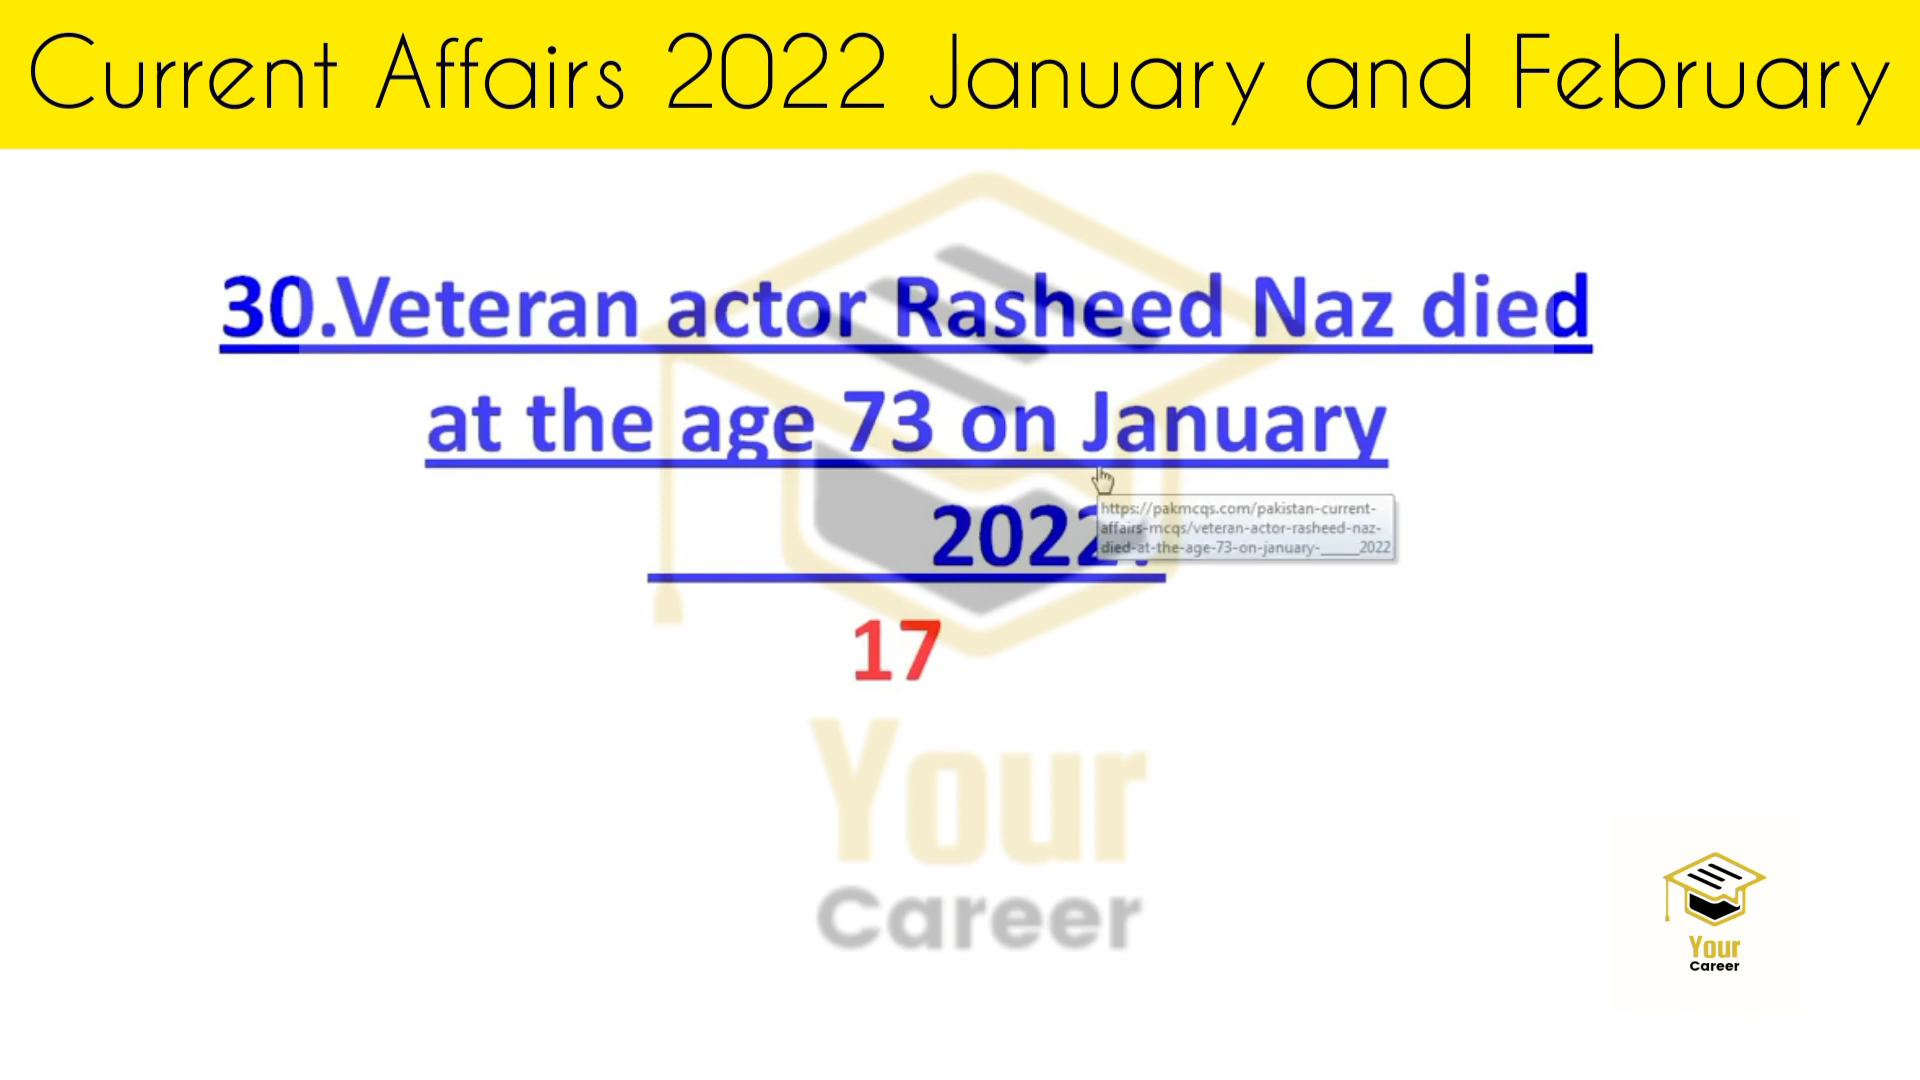 Current Affairs 2022 January and February
30.Veteran actor Rasheed Naz died
at the age 73 on January
______2022.
https://pakmcqs.com/pakistan-current-
affairs-mcqs/veteran-actor-rasheed-naz-
died-at-the-age-73-on-january-______2022
17
Your
Career
Your
Career